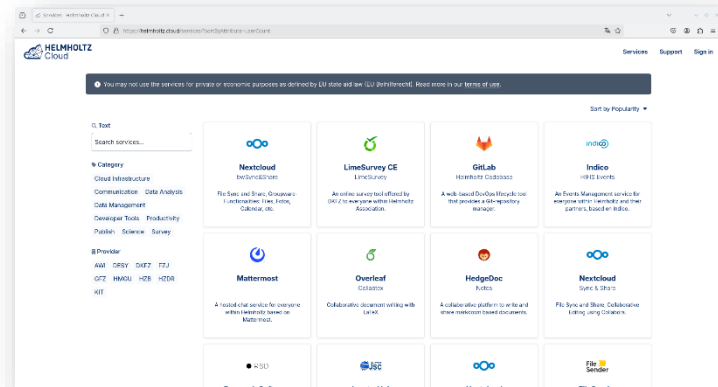 Services - Helmholtz Cloud
https://helmholtz.cloud/services/?sortByAttribute=userCount
HELMHOLTZ
Cloud
Services Support Sign in
You may not use the services for private or economic purposes as defined by EU state aid law (EU Beihilferecht). Read more in our terms of use.
Sort by Popularity
Text
Search services...
Category
Cloud Infrastructure
Communication Data Analysis
Data Management
Developer Tools Productivity
Publish Science Survey
Provider
AWI DESY DKFZ FZJ
GFZ HMGU HZB HZDR
KIT
Nextcloud
bwSync&Share
File Sync and Share, Groupware-
Functionalities: Files, Fotos,
Calendar, etc.
LimeSurvey CE
LimeSurvey
An online survey tool offered by
DKFZ to everyone within Helmholtz
Association.
GitLab
Helmholtz Codebase
A web-based DevOps lifecycle tool
that provides a Git-repository
manager.
indico
Indico
HIFIS Events
An Events Management service for
everyone within Helmholtz and their
partners, based on Indico.
Mattermost
A hosted chat service for everyone
within Helmholtz based on
Mattermost.
Overleaf
Collabtex
Collaborative document writing with
LaTeX.
HedgeDoc
Notes
A collaborative platform to write and
share markdown based documents.
Nextcloud
Sync & Share
File Sync and Share, Collaborative
Editing using Collabora.
RSD
JSC
File
Sender